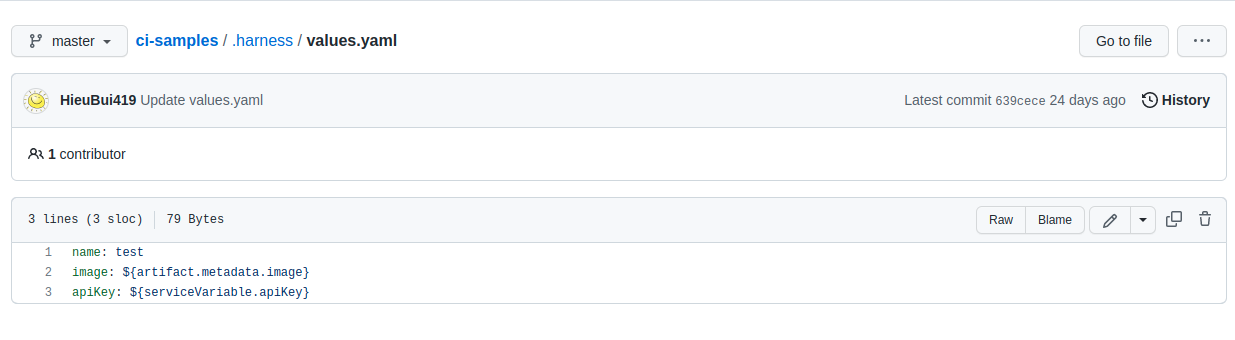 master ci-samples / .harness / values.yaml Go to file ...
HieuBui419 Update values.yaml Latest commit 639cece 24 days ago History
1 contributor
3 lines (3 sloc) 79 Bytes Raw Blame
1 name: test
2 image: ${artifact.metadata.image}
3 apiKey: ${serviceVariable.apiKey}